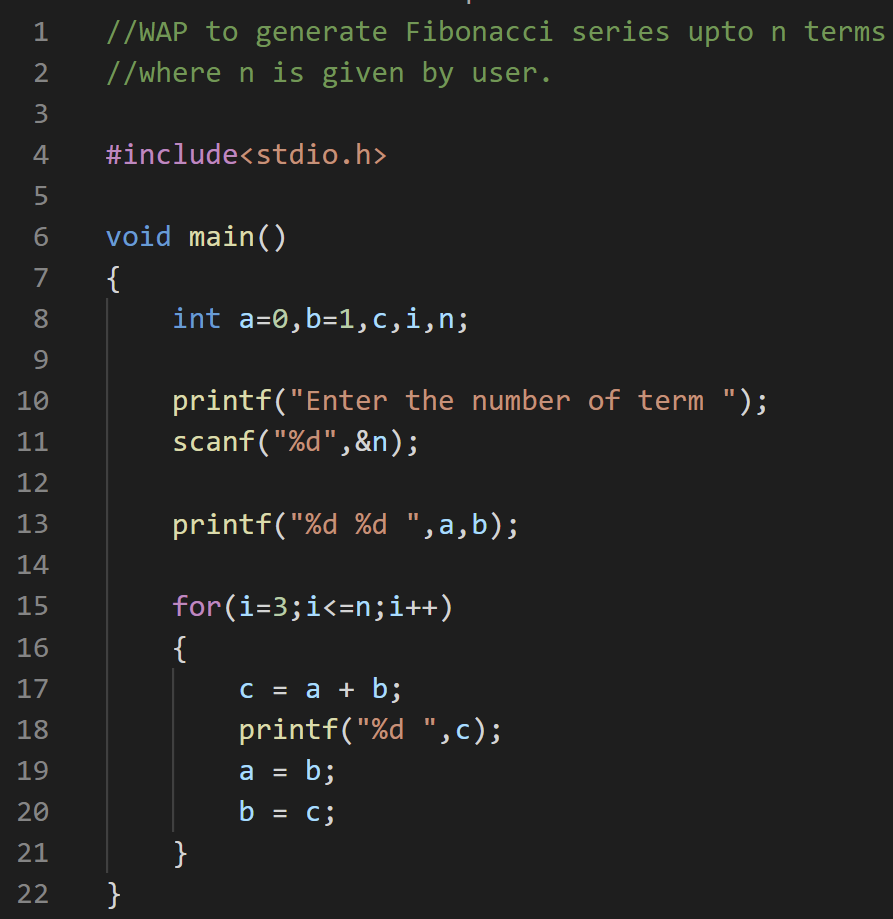 1 //WAP to generate Fibonacci series upto n terms
2 //where n is given by user.
3
4 #include<stdio.h>
5
6 void main()
7 {
8     int a=0,b=1,c,i,n;
9
10     printf("Enter the number of term ");
11     scanf("%d",&n);
12
13     printf("%d %d ",a,b);
14
15     for(i=3;i<=n;i++)
16     {
17         c = a + b;
18         printf("%d ",c);
19         a = b;
20         b = c;
21     }
22 }